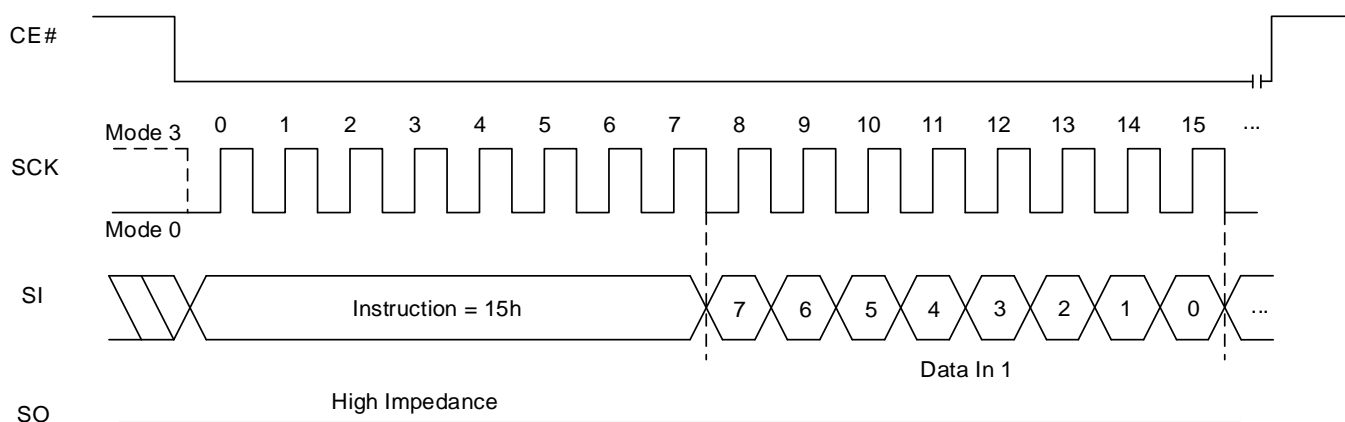 CE#
Mode 3 0 1 2 3 4 5 6 7 8 9 10 11 12 13 14 15 ...
SCK
Mode 0
SI Instruction = 15h 7 6 5 4 3 2 1 0 ...
Data In 1
High Impedance
SO